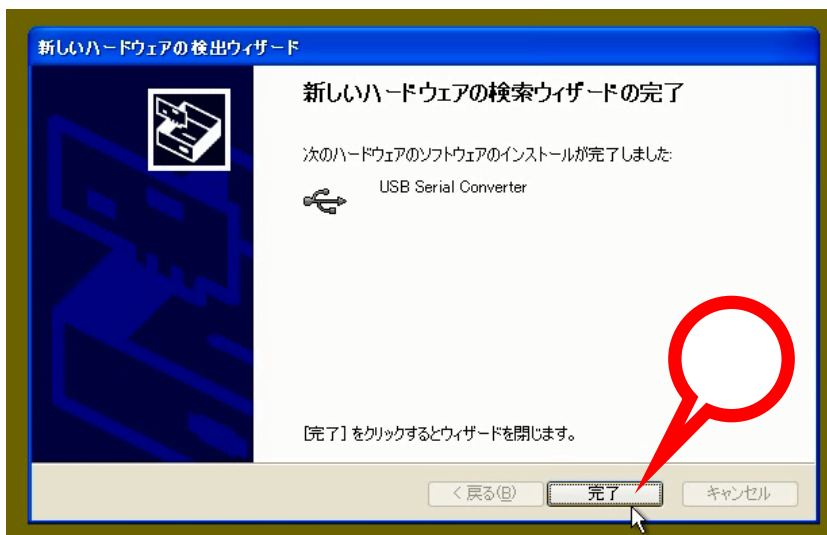 新しいハードウェアの検出ウィザード
新しいハードウェアの検索ウィザードの完了
次のハードウェアのソフトウェアのインストールが完了しました:
USB Serial Converter
[完了] をクリックするとウィザードを閉じます。
< 戻る(B) 完了 キャンセル